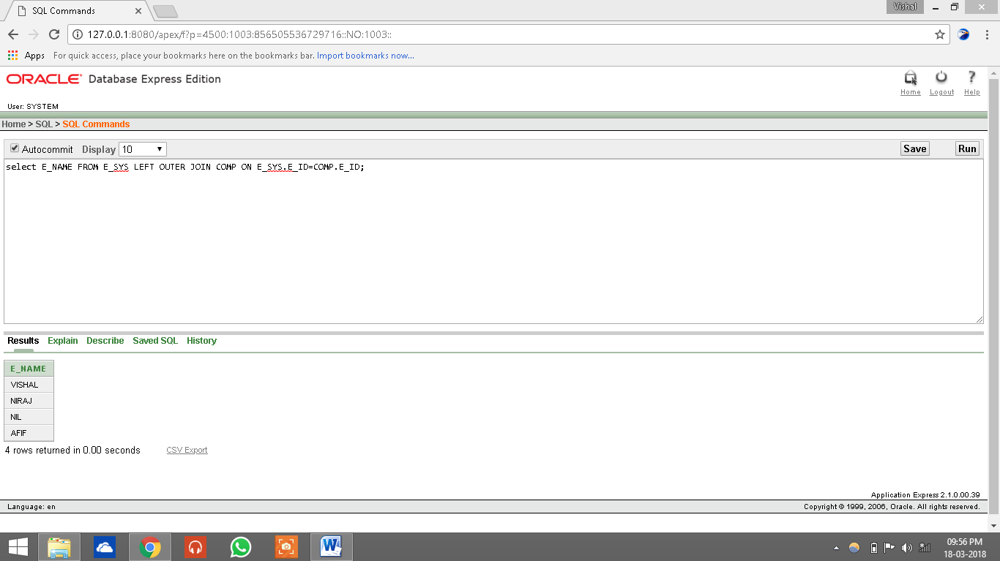 SQL Commands
Vishal
127.0.0.1:8080/apex/f?p=4500:1003:856505536729716::NO:1003::
Apps For quick access, place your bookmarks here on the bookmarks bar. Import bookmarks now...
ORACLE Database Express Edition
Home Logout Help
User: SYSTEM
Home > SQL > SQL Commands
Autocommit Display 10 Save Run
select E_NAME FROM E_SYS LEFT OUTER JOIN COMP ON E_SYS.E_ID=COMP.E_ID;
Results Explain Describe Saved SQL History
E_NAME
VISHAL
NIRAJ
NIL
AFIF
4 rows returned in 0.00 seconds CSV Export
Application Express 2.1.0.00.39
Language: en Copyright © 1999, 2006, Oracle. All rights reserved.
09:56 PM
18-03-2018